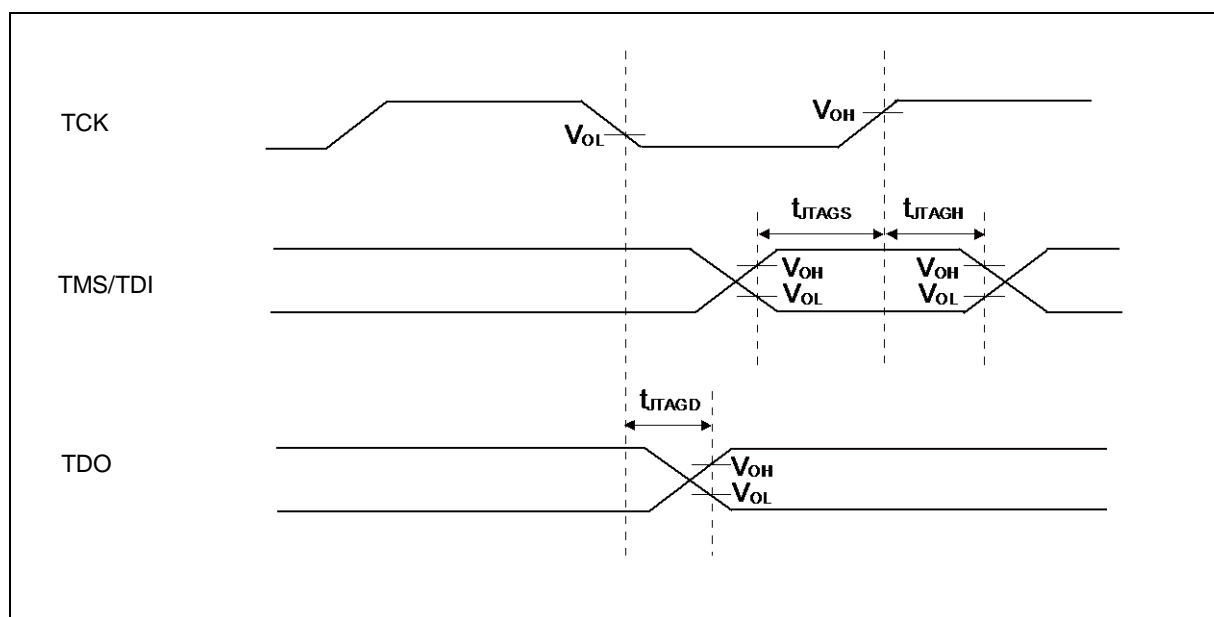 TCK
VOL
VOH
tJTAGS
tJTAGH
TMS/TDI
VOH
VOL
VOH
VOL
tJTAGD
TDO
VOH
VOL